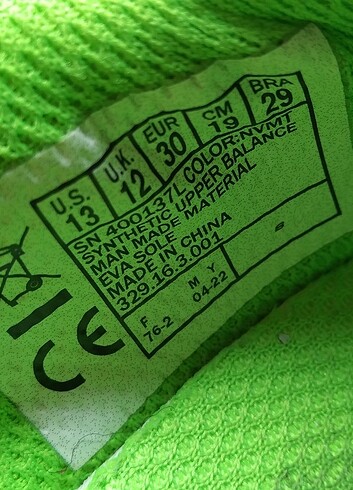 U.S. U.K. EUR CM BRA
13 12 30 19 29
SN 400137L COLOR:NVMT
SYNTHETIC UPPER BALANCE
MAN MADE MATERIAL
EVA SOLE
MADE IN CHINA
329.16.3.001
F M Y
76-2 04-22
CE